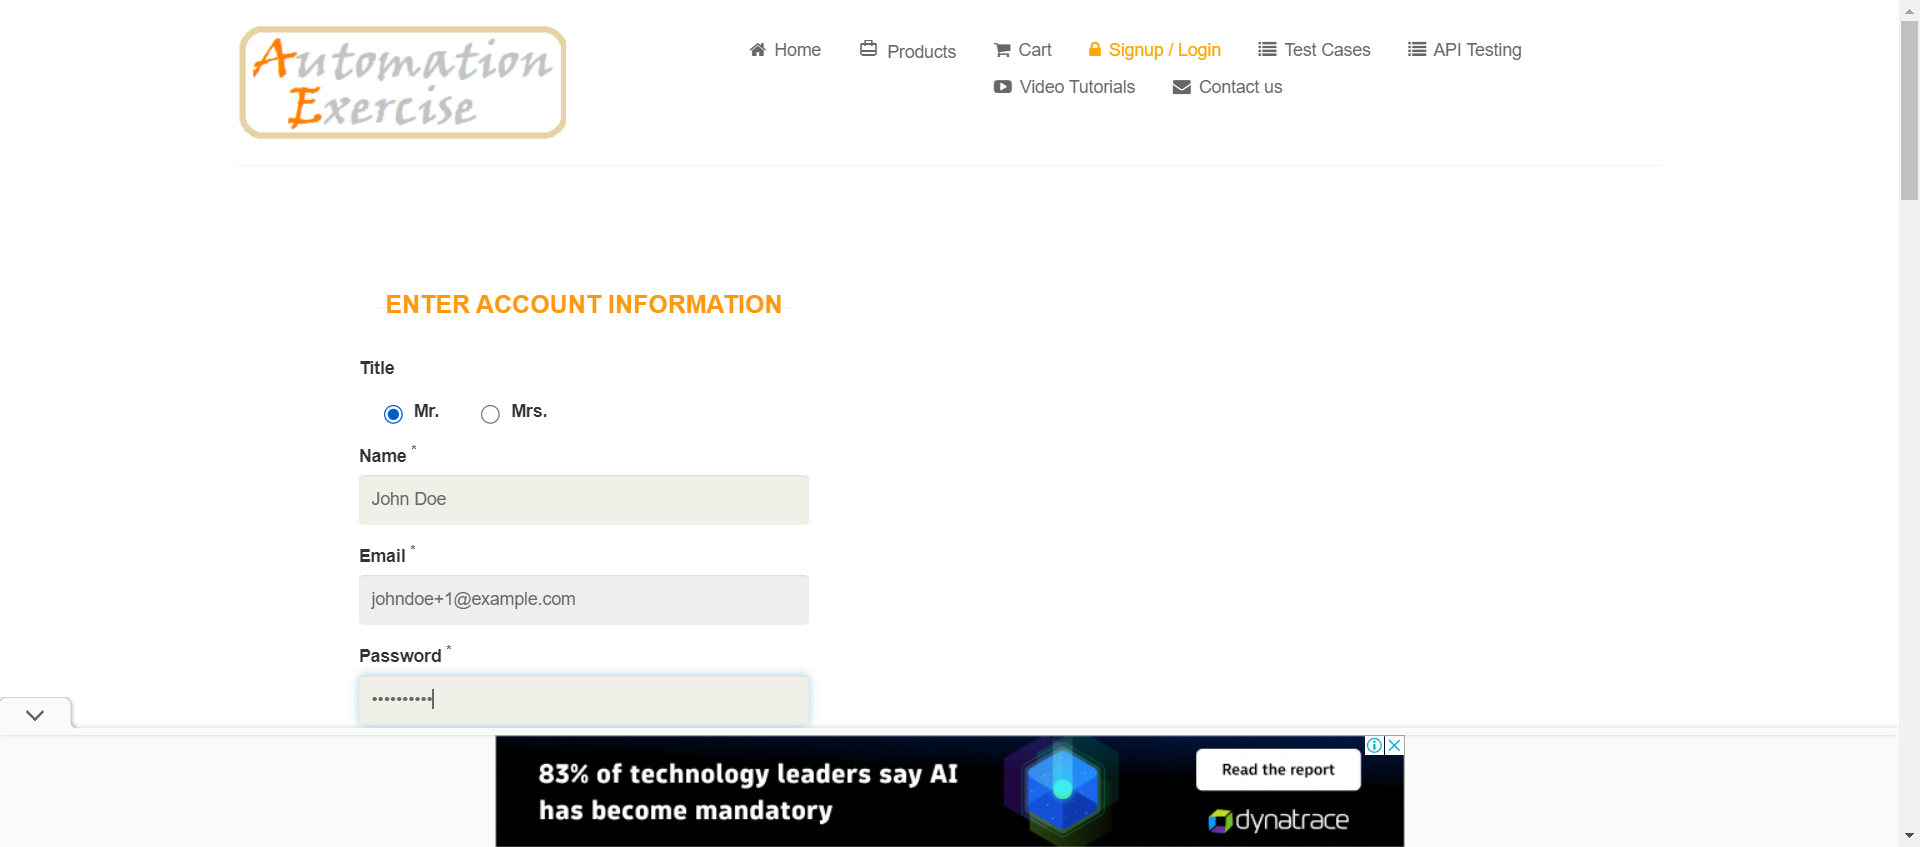 Automation
Exercise
Home
Products
Cart
Signup / Login
Test Cases
API Testing
Video Tutorials
Contact us
ENTER ACCOUNT INFORMATION
Title
Mr.
Mrs.
Name *
John Doe
Email *
johndoe+1@example.com
Password *
••••••••••
83% of technology leaders say AI
has become mandatory
Read the report
dynatrace